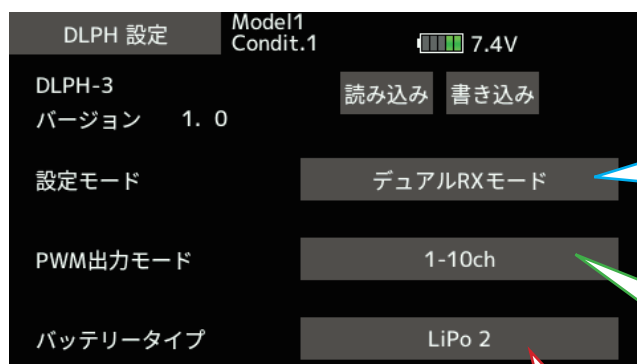 DLPH 設定 Model1
Condit.1 7.4V
DLPH-3 読み込み 書き込み
バージョン 1. 0
設定モード デュアルRXモード
PWM出力モード 1-10ch
バッテリータイプ LiPo 2